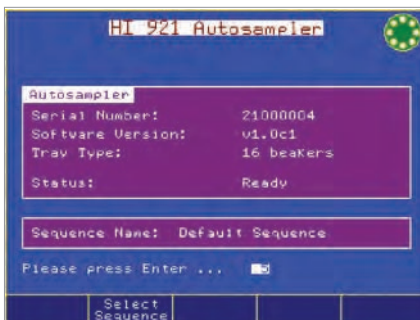 HI 921 Autosampler
Autosampler
Serial Number: 21000004
Software Version: v1.0c1
Tray Type: 16 beakers
Status: Ready
Sequence Name: Default Sequence
Please press Enter ...
Select
Sequence